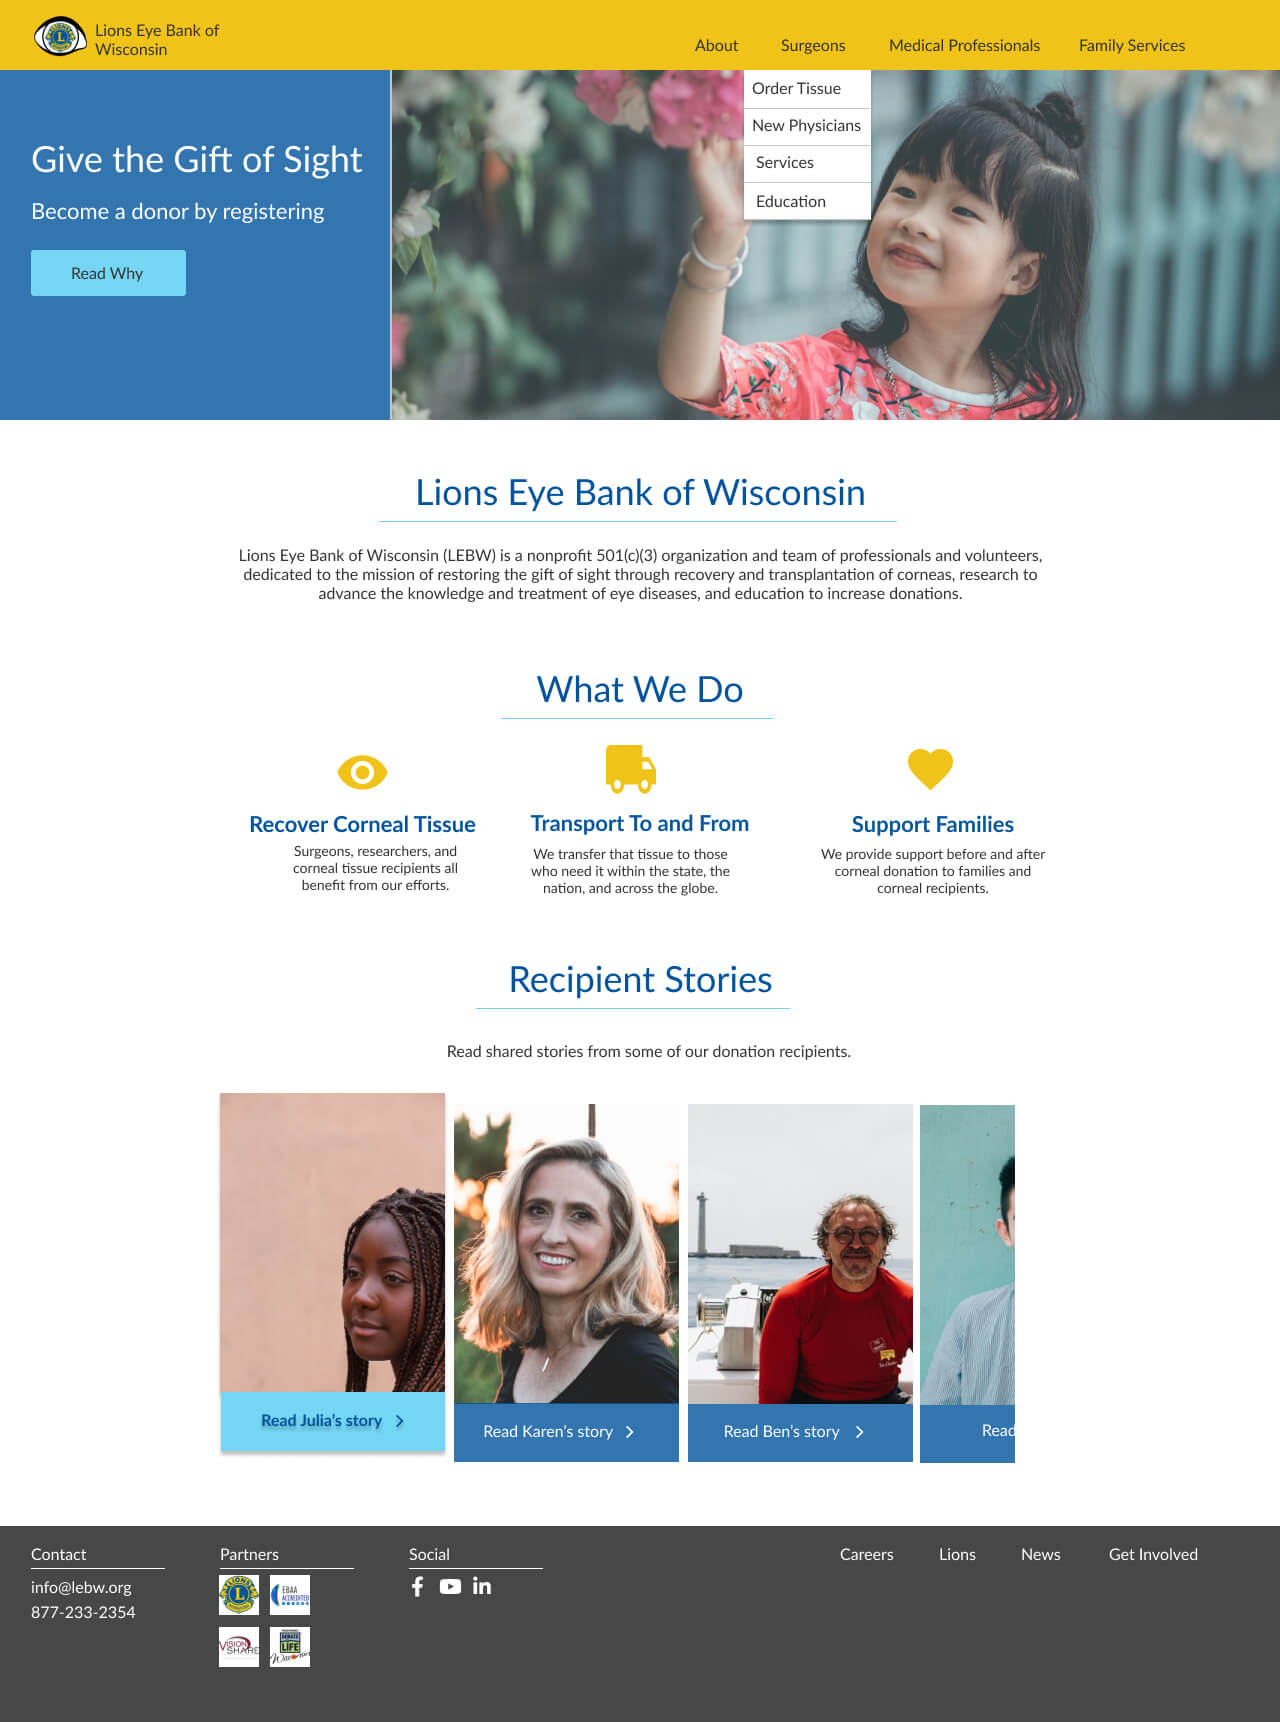 Lions Eye Bank of
Wisconsin
About Surgeons Medical Professionals Family Services
Order Tissue
New Physicians
Services
Education
Give the Gift of Sight
Become a donor by registering
Read Why
Lions Eye Bank of Wisconsin
Lions Eye Bank of Wisconsin (LEBW) is a nonprofit 501(c)(3) organization and team of professionals and volunteers,
dedicated to the mission of restoring the gift of sight through recovery and transplantation of corneas, research to
advance the knowledge and treatment of eye diseases, and education to increase donations.
What We Do
Recover Corneal Tissue
Surgeons, researchers, and
corneal tissue recipients all
benefit from our efforts.
Transport To and From
We transfer that tissue to those
who need it within the state, the
nation, and across the globe.
Support Families
We provide support before and after
corneal donation to families and
corneal recipients.
Recipient Stories
Read shared stories from some of our donation recipients.
Read Julia's story
Read Karen's story
Read Ben's story
Read
Contact
info@lebw.org
877-233-2354
Partners
LIONS
L
EBAA
ACCREDITED
VISION
SHARE
DONATE
LIFE
Wisconsin
Social
Careers Lions News Get Involved